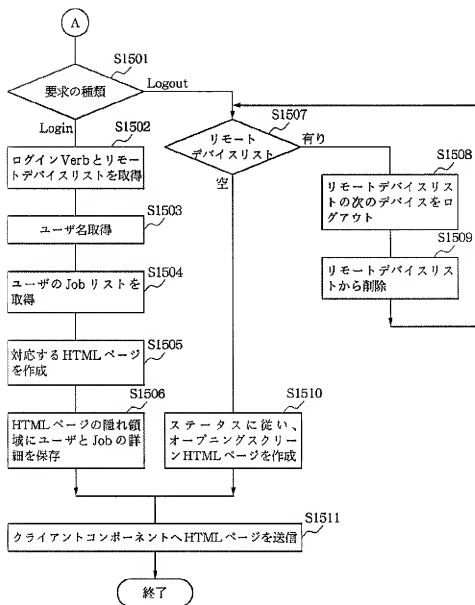 A
S1501
要求の種類
Logout
Login
S1502
ログインVerbとリモー
トデバイスリストを取得
S1503
ユーザ名取得
S1504
ユーザのJobリストを
取得
S1505
対応するHTMLページ
を作成
S1506
HTMLページの隠れ領
域にユーザとJobの詳
細を保存
S1507
リモート
デバイスリスト
有り
空
S1508
リモートデバイスリス
トの次のデバイスをロ
グアウト
S1509
リモートデバイスリス
トから削除
S1510
ステータスに従い、
オープニングスクリー
ンHTMLページを作成
S1511
クライアントコンポーネントへHTMLページを送信
終了